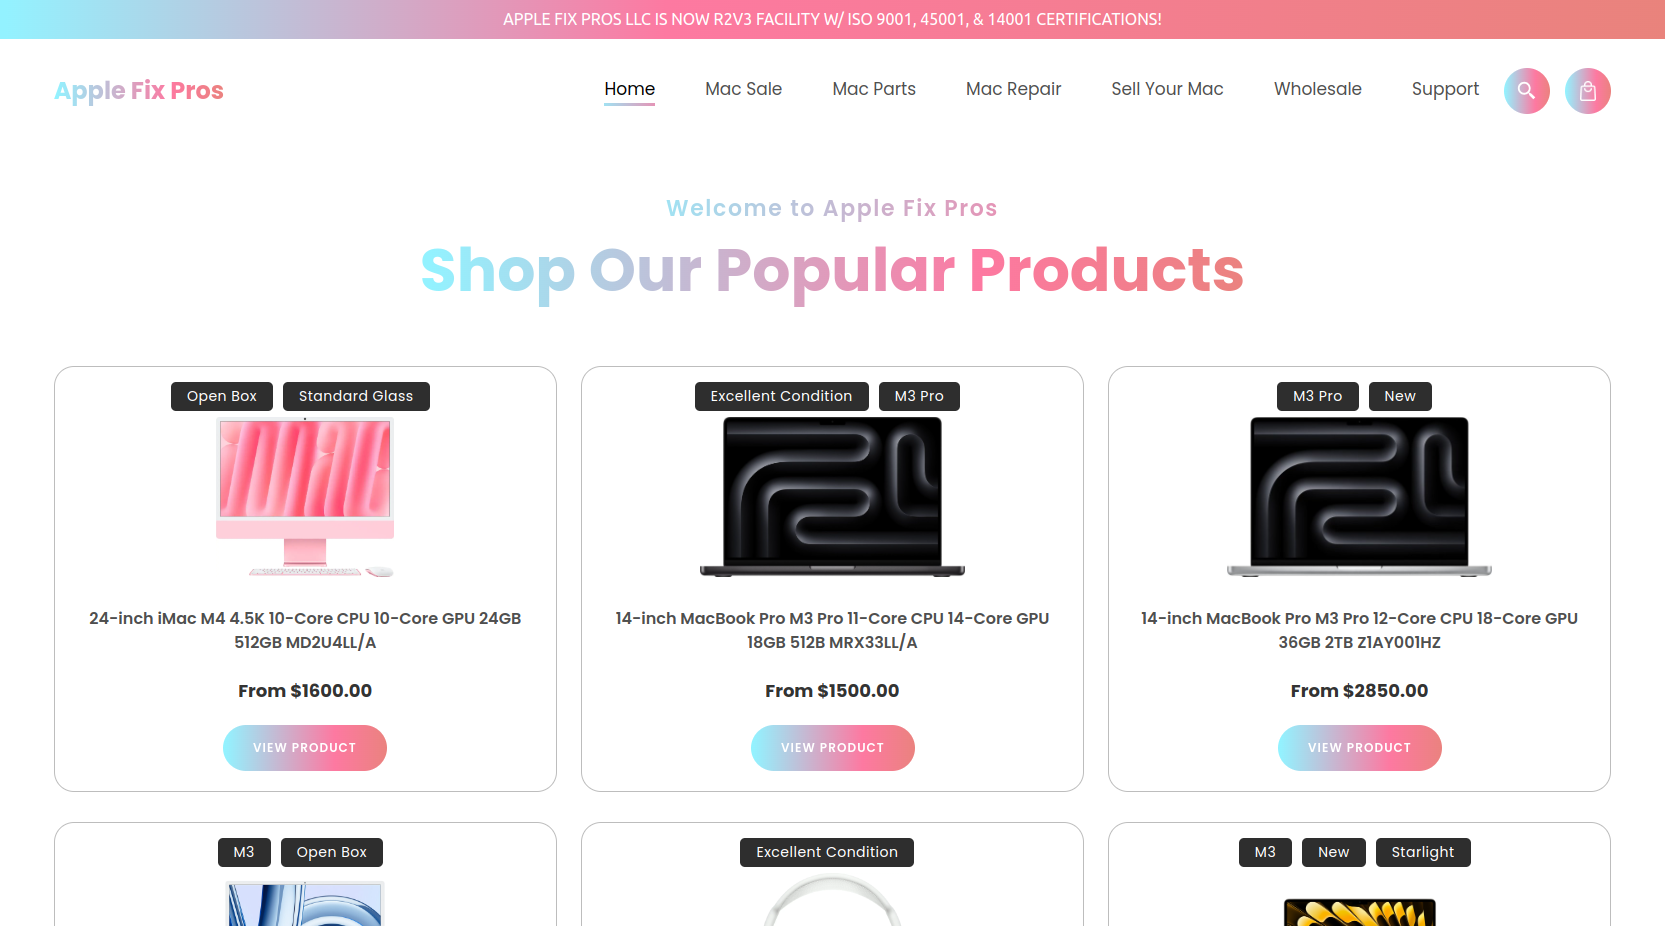 APPLE FIX PROS LLC IS NOW R2V3 FACILITY W/ ISO 9001, 45001, & 14001 CERTIFICATIONS!
Apple Fix Pros
Home
Mac Sale
Mac Parts
Mac Repair
Sell Your Mac
Wholesale
Support
Welcome to Apple Fix Pros
Shop Our Popular Products
Open Box
Standard Glass
24-inch iMac M4 4.5K 10-Core CPU 10-Core GPU 24GB
512GB MD2U4LL/A
From $1600.00
VIEW PRODUCT
Excellent Condition
M3 Pro
14-inch MacBook Pro M3 Pro 11-Core CPU 14-Core GPU
18GB 512B MRX33LL/A
From $1500.00
VIEW PRODUCT
M3 Pro
New
14-inch MacBook Pro M3 Pro 12-Core CPU 18-Core GPU
36GB 2TB Z1AY001HZ
From $2850.00
VIEW PRODUCT
M3
Open Box
Excellent Condition
M3
New
Starlight